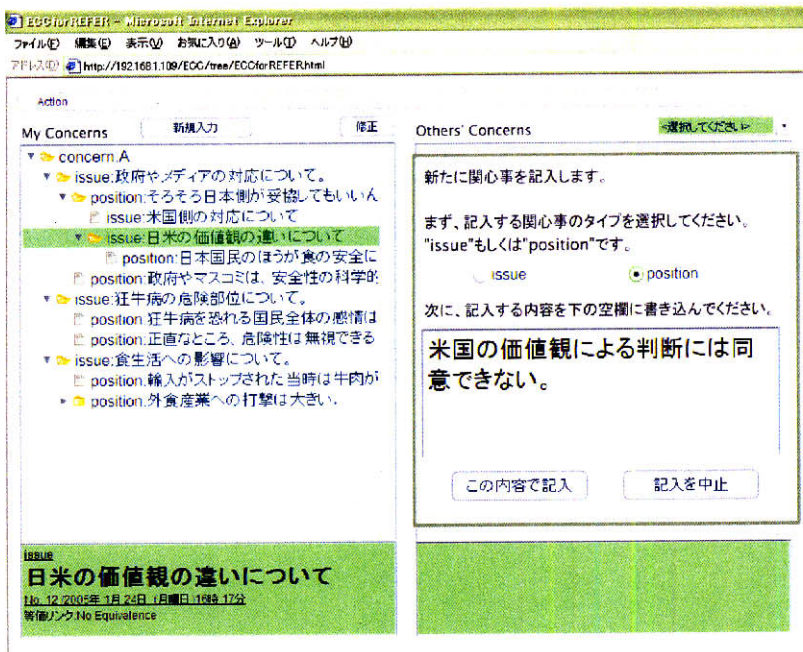 ECGforREFER - Microsoft Internet Explorer
ファイル(F) 編集(E) 表示(V) お気に入り(A) ツール(T) ヘルプ(H)
アドレス(D) http://192.168.1.109/ECG/tree/ECGforREFER.html
Action
My Concerns 新規入力 修正
concern:A
issue:政府やメディアの対応について。
position:そろそろ日本側が妥協してもいいん
issue:米国側の対応について
issue:日米の価値観の違いについて
position:日本国民のほうが食の安全に
position:政府やマスコミは、安全性の科学的
issue:狂牛病の危険部位について。
position:狂牛病を恐れる国民全体の感情は
position:正直なところ、危険性は無視できる
issue:食生活への影響について。
position:輸入がストップされた当時は牛肉が
position:外食産業への打撃は大きい.
issue
日米の価値観の違いについて
No. 12 /2005年 1月 24日 (月曜日) 16時 17分
等価リンク:No Equivalence
Others' Concerns <選択してください>
新たに関心事を記入します。
まず、記入する関心事のタイプを選択してください。
"issue"もしくは"position"です。
issue position
次に、記入する内容を下の空欄に書き込んでください。
米国の価値観による判断には同
意できない。
この内容で記入 記入を中止